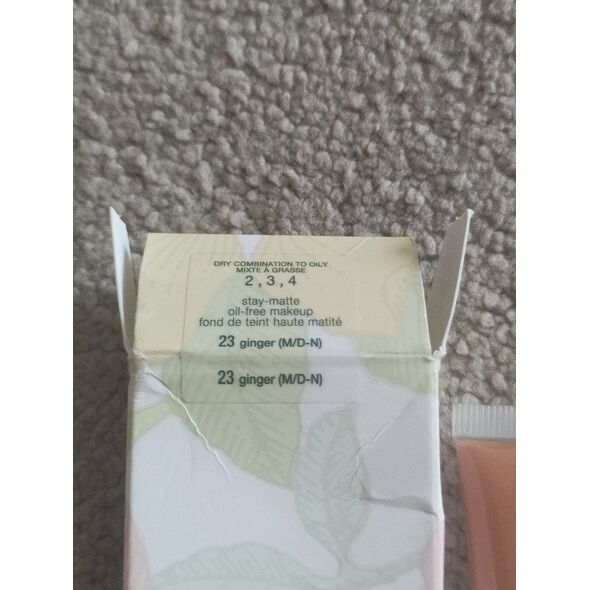 DRY COMBINATION TO OILY
MIXTE À GRASSE
2 , 3 , 4
stay-matte
oil-free makeup
fond de teint haute matité
23 ginger (M/D-N)
23 ginger (M/D-N)